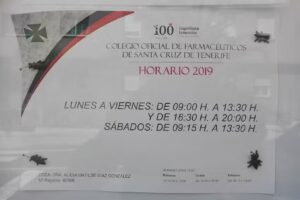 100
COLEGIO OFICIAL DE FARMACÉUTICOS
DE SANTA CRUZ DE TENERIFE
HORARIO 2019
LUNES A VIERNES: DE 09:00 H. A 13:30 H.
Y DE 16:30 H. A 20:00 H.
SÁBADOS: DE 09:15 H. A 13:30 H.